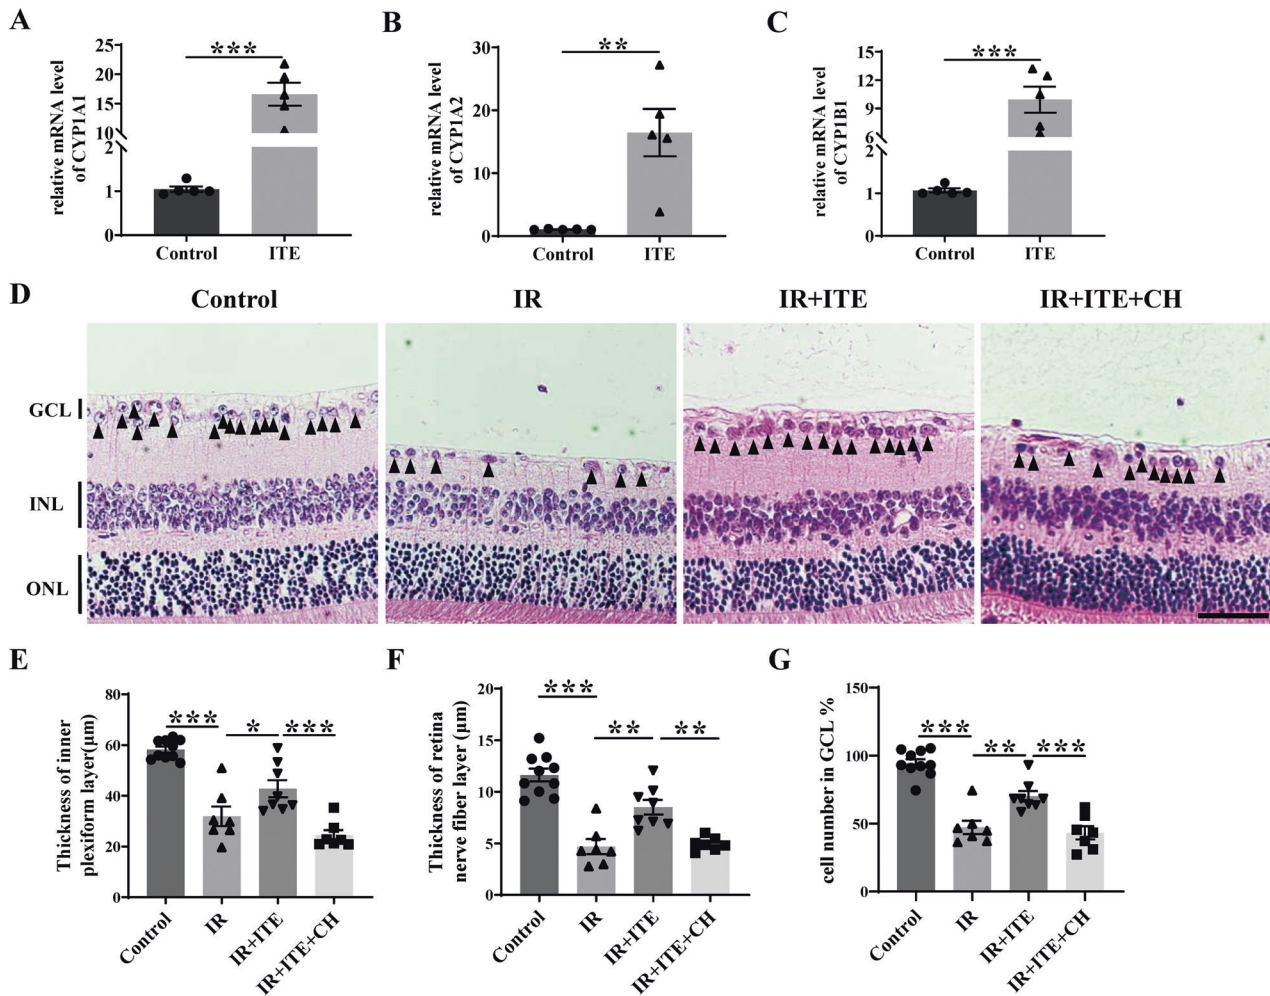 A
relative mRNA level
of CYP1A1
25
20
15
10
2
1
0
***
Control
ITE
B
relative mRNA level
of CYP1A2
30
20
10
0
**
Control
ITE
C
relative mRNA level
of CYP1B1
15
12
9
6
2
1
0
***
Control
ITE
D
Control
IR
IR+ITE
IR+ITE+CH
GCL
INL
ONL
E
Thickness of inner
plexiform layer(μm)
80
60
40
20
0
***
*
***
Control
IR
IR+ITE
IR+ITE+CH
F
Thickness of retina
nerve fiber layer (μm)
20
15
10
5
0
***
**
**
Control
IR
IR+ITE
IR+ITE+CH
G
cell number in GCL %
150
100
50
0
***
**
***
Control
IR
IR+ITE
IR+ITE+CH